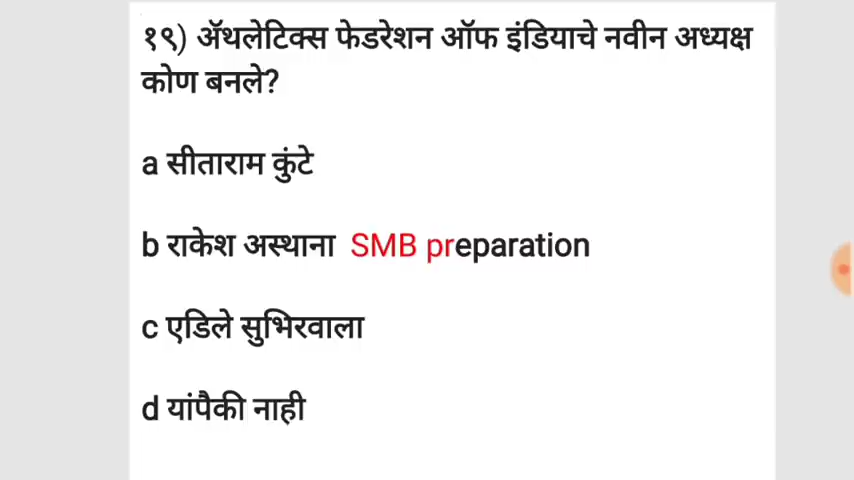 १९) ॲथलेटिक्स फेडरेशन ऑफ इंडियाचे नवीन अध्यक्ष
कोण बनले?
a सीताराम कुंटे
b राकेश अस्थाना SMB preparation
c एडिले सुभिरवाला
d यांपैकी नाही